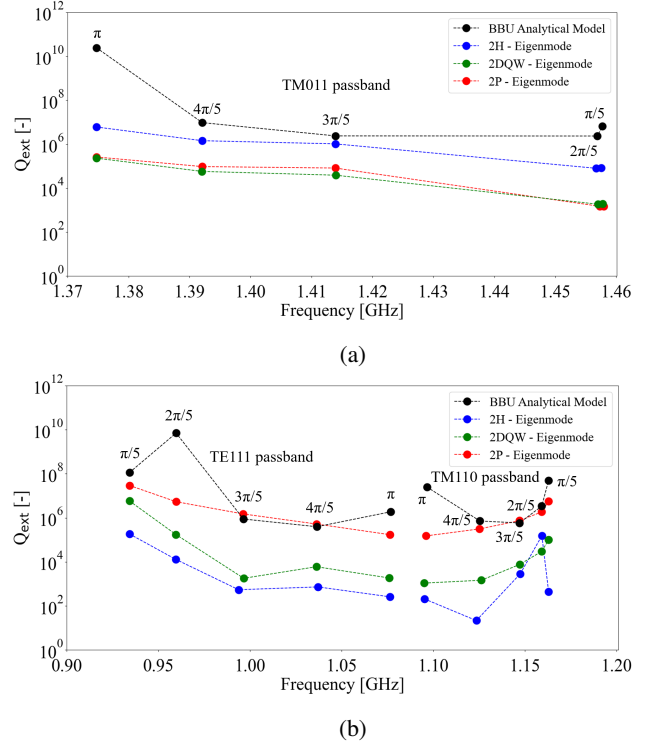 (a)
10^12
10^10
10^8
10^6
10^4
10^2
10^0
Q_ext [-]
π
4π/5
3π/5
2π/5
π/5
TM011 passband
BBU Analytical Model
2H - Eigenmode
2DQW - Eigenmode
2P - Eigenmode
1.37 1.38 1.39 1.40 1.41 1.42 1.43 1.44 1.45 1.46
Frequency [GHz]
(a)
10^12
10^10
10^8
10^6
10^4
10^2
10^0
Q_ext [-]
BBU Analytical Model
2H - Eigenmode
2DQW - Eigenmode
2P - Eigenmode
π/5
2π/5
TE111 passband
3π/5
4π/5
π
TM110 passband
π
4π/5
3π/5
2π/5
π/5
0.90 0.95 1.00 1.05 1.10 1.15 1.20
Frequency [GHz]
(b)